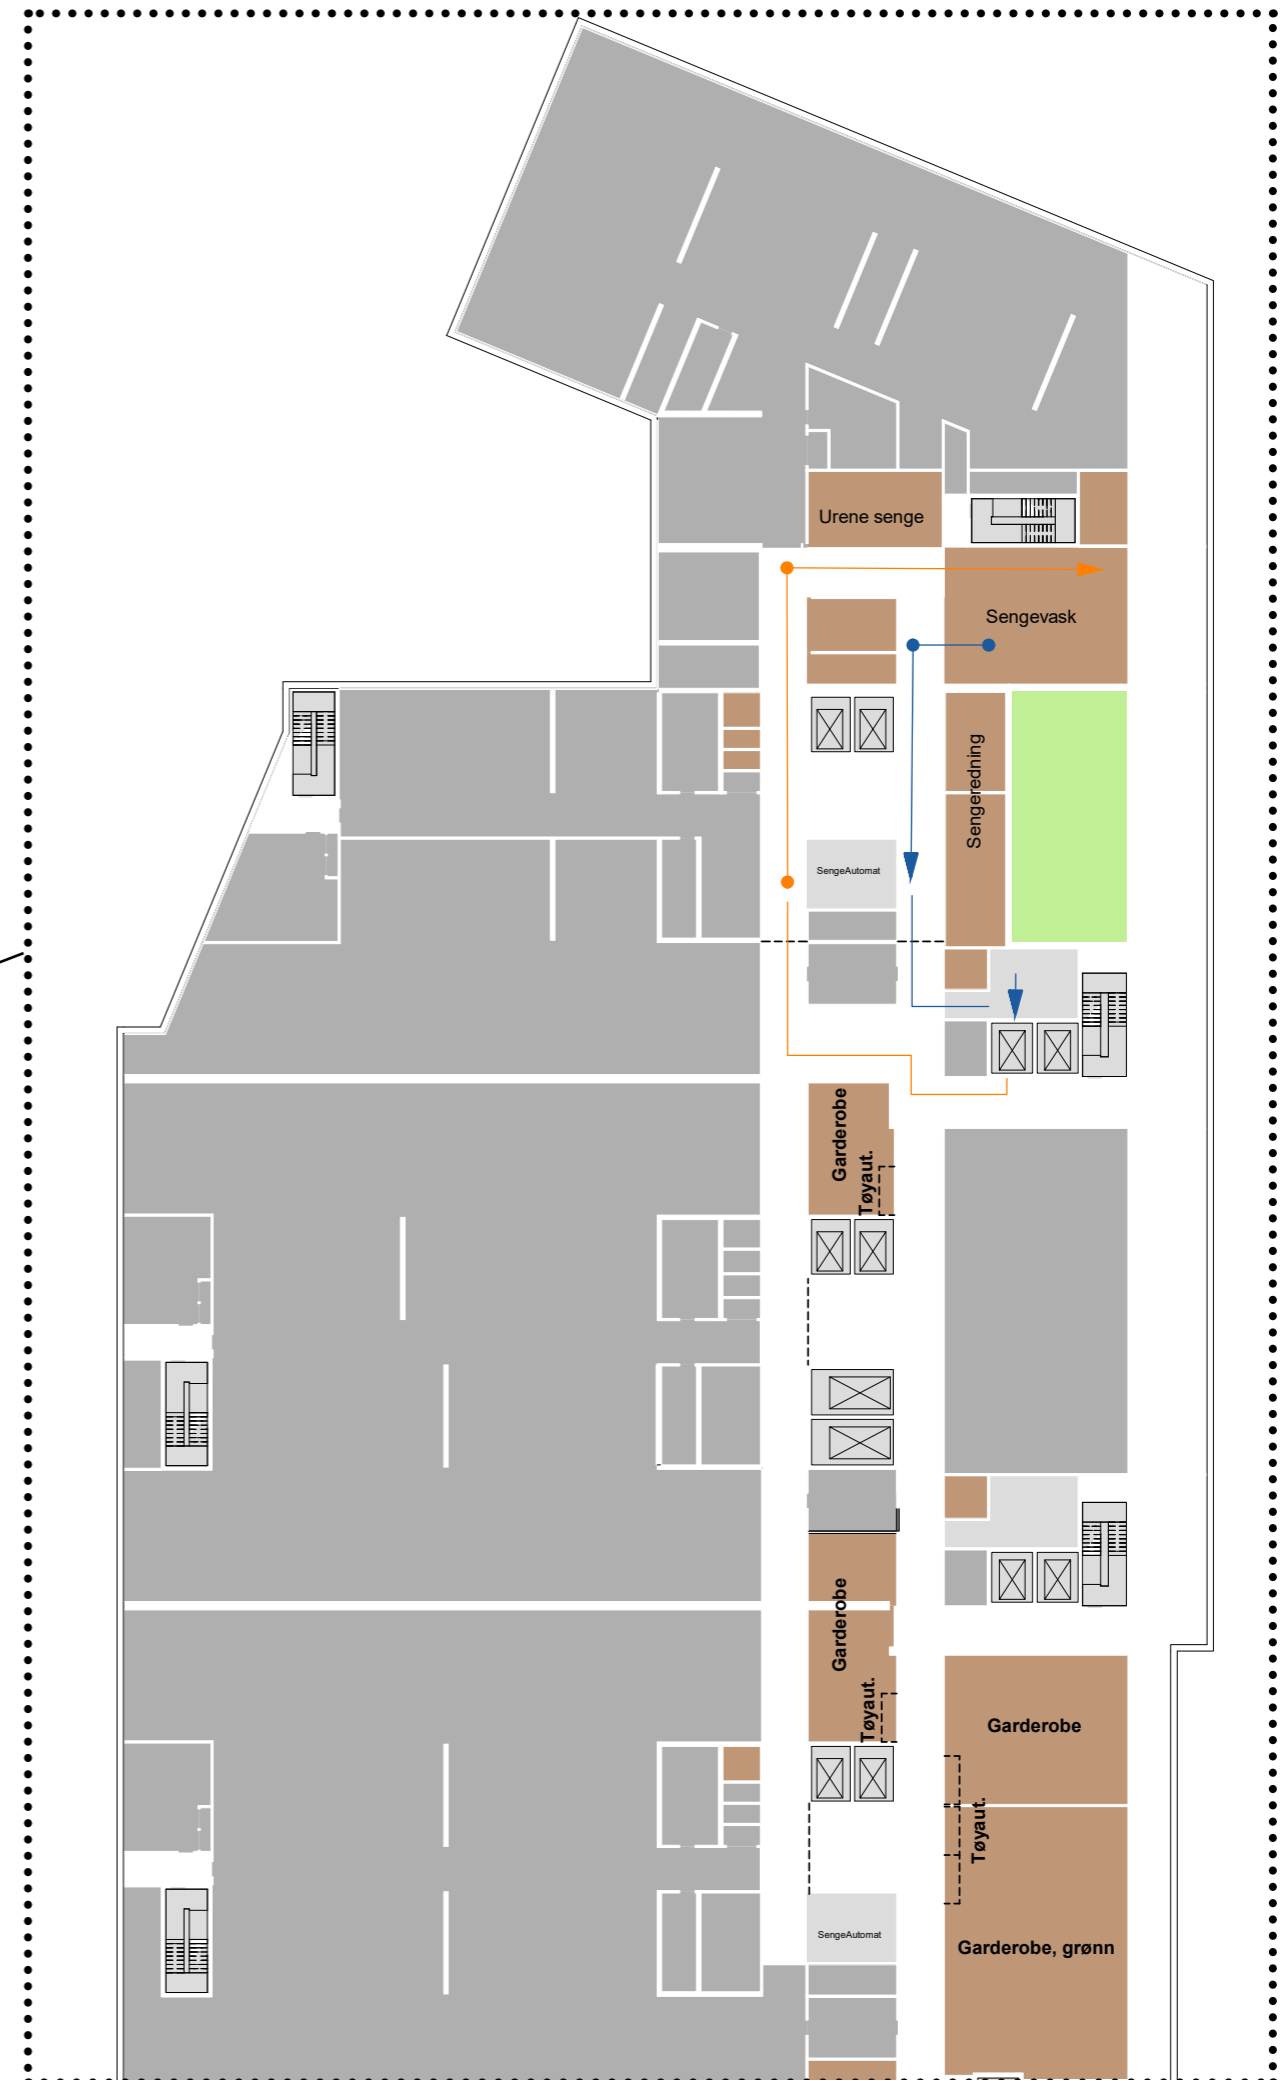 Urene senge
Sengevask
Sengeredning
SengeAutomat
Garderobe
Tøyaut.
Garderobe
Tøyaut.
Garderobe
Tøyaut.
SengeAutomat
Garderobe, grønn